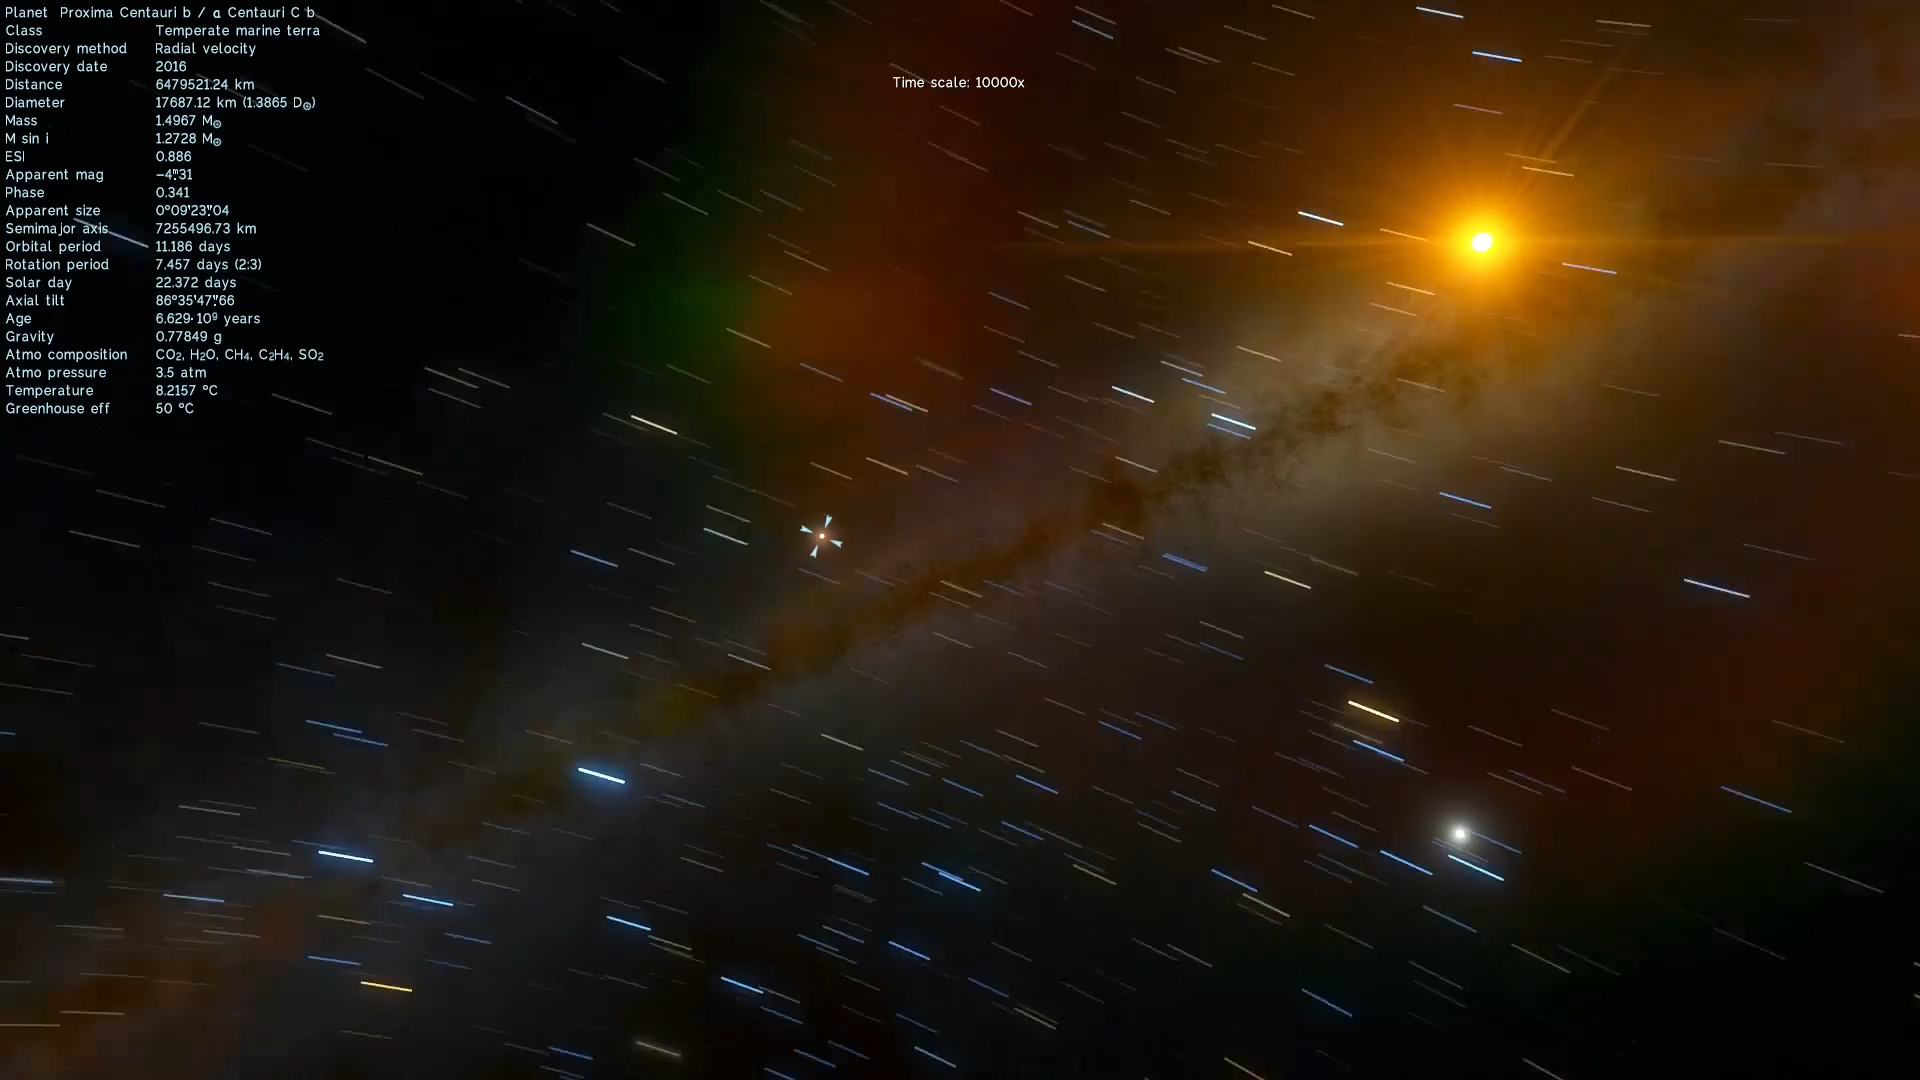 Planet Proxima Centauri b / α Centauri C b
Class Temperate marine terra
Discovery method Radial velocity
Discovery date 2016
Distance 6479521.24 km
Diameter 17687.12 km (1.3865 D⊕)
Mass 1.4967 M⊕
M sin i 1.2728 M⊕
ESI 0.886
Apparent mag −4ᵐ.31
Phase 0.341
Apparent size 0°09'23".04
Semimajor axis 7255496.73 km
Orbital period 11.186 days
Rotation period 7.457 days (2:3)
Solar day 22.372 days
Axial tilt 86°35'47".66
Age 6.629·10⁹ years
Gravity 0.77849 g
Atmo composition CO₂, H₂O, CH₄, C₂H₄, SO₂
Atmo pressure 3.5 atm
Temperature 8.2157 °C
Greenhouse eff 50 °C
Time scale: 10000x